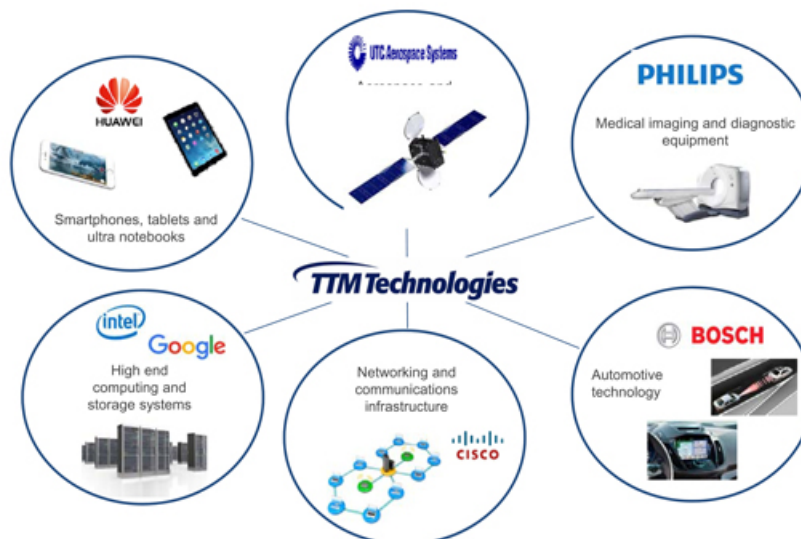 HUAWEI
Smartphones, tablets and
ultra notebooks
UTC Aerospace Systems
PHILIPS
Medical imaging and diagnostic
equipment
TTM Technologies
intel
Google
High end
computing and
storage systems
Networking and
communications
infrastructure
CISCO
BOSCH
Automotive
technology